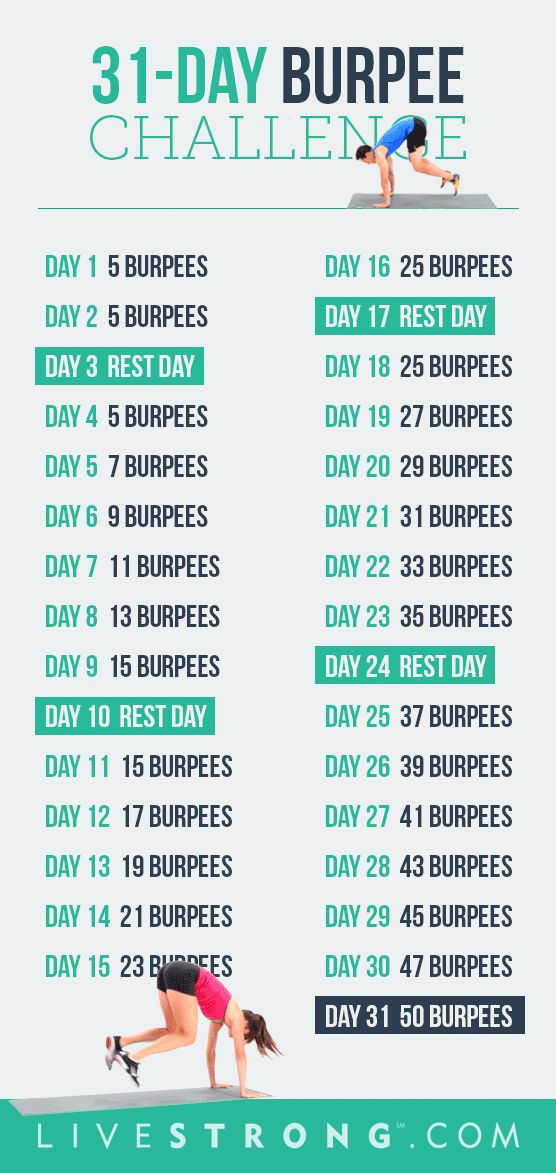 31-DAY BURPEE
CHALLENGE
DAY 1 5 BURPEES
DAY 2 5 BURPEES
DAY 3 REST DAY
DAY 4 5 BURPEES
DAY 5 7 BURPEES
DAY 6 9 BURPEES
DAY 7 11 BURPEES
DAY 8 13 BURPEES
DAY 9 15 BURPEES
DAY 10 REST DAY
DAY 11 15 BURPEES
DAY 12 17 BURPEES
DAY 13 19 BURPEES
DAY 14 21 BURPEES
DAY 15 23 BURPEES
DAY 16 25 BURPEES
DAY 17 REST DAY
DAY 18 25 BURPEES
DAY 19 27 BURPEES
DAY 20 29 BURPEES
DAY 21 31 BURPEES
DAY 22 33 BURPEES
DAY 23 35 BURPEES
DAY 24 REST DAY
DAY 25 37 BURPEES
DAY 26 39 BURPEES
DAY 27 41 BURPEES
DAY 28 43 BURPEES
DAY 29 45 BURPEES
DAY 30 47 BURPEES
DAY 31 50 BURPEES
LIVESTRONG℠.COM